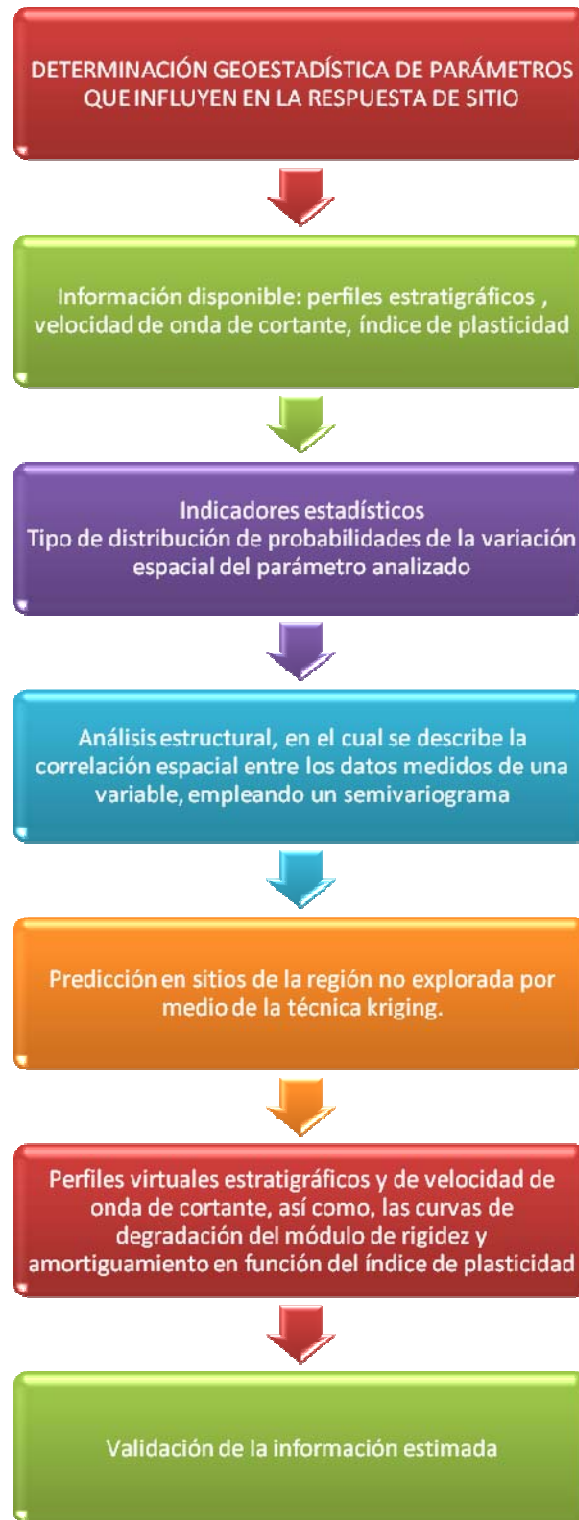 DETERMINACIÓN GEOESTADÍSTICA DE PARÁMETROS
QUE INFLUYEN EN LA RESPUESTA DE SITIO
Información disponible: perfiles estratigráficos ,
velocidad de onda de cortante, índice de plasticidad
Indicadores estadísticos
Tipo de distribución de probabilidades de la variación
espacial del parámetro analizado
Análisis estructural, en el cual se describe la
correlación espacial entre los datos medidos de una
variable, empleando un semivariograma
Predicción en sitios de la región no explorada por
medio de la técnica kriging.
Perfiles virtuales estratigráficos y de velocidad de
onda de cortante, así como, las curvas de
degradación del módulo de rigidez y
amortiguamiento en función del índice de plasticidad
Validación de la información estimada